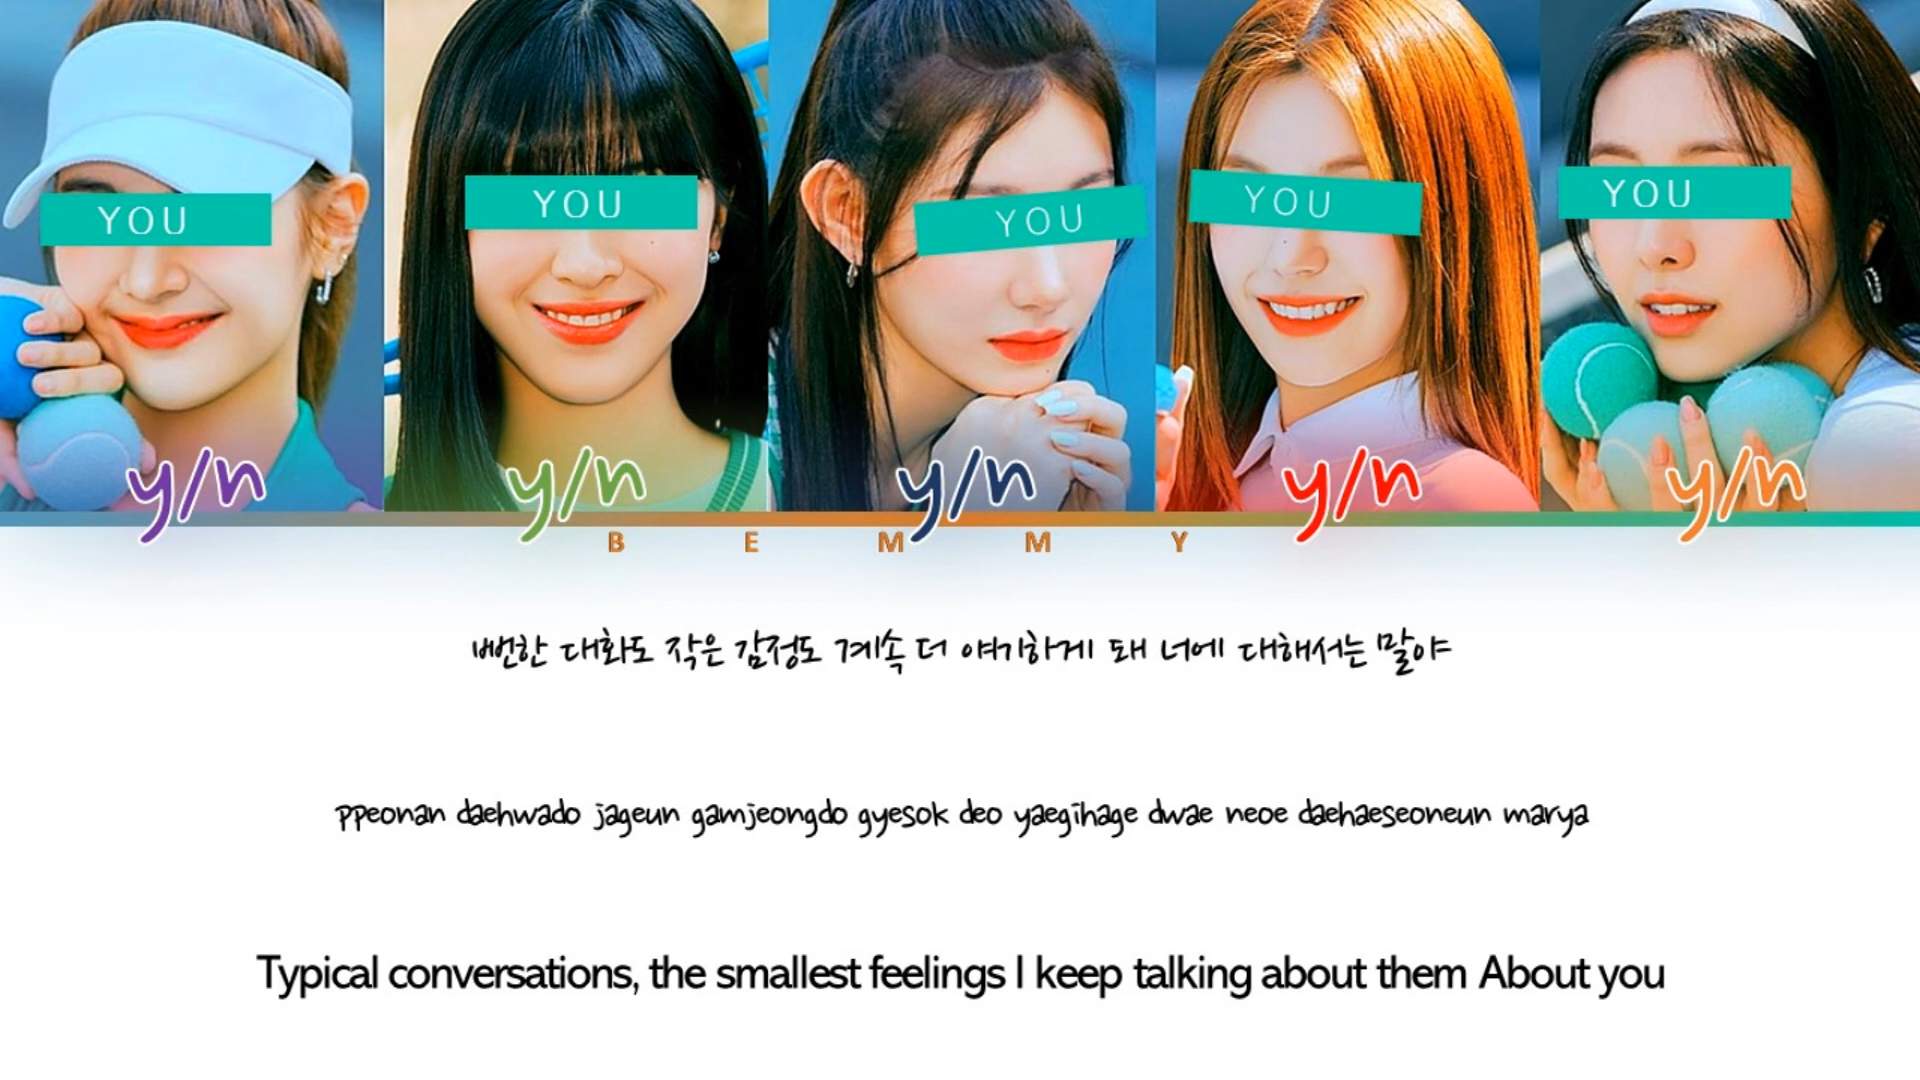 YOU YOU YOU YOU YOU
y/n y/n y/n y/n y/n
B E M M Y
뻔한 대화도 작은 감정도 계속 더 얘기하게 돼 너에 대해서는 말야
ppeonan daehwado jageun gamjeongdo gyesok deo yaegihage dwae neoe daehaeseoneun marya
Typical conversations, the smallest feelings I keep talking about them About you